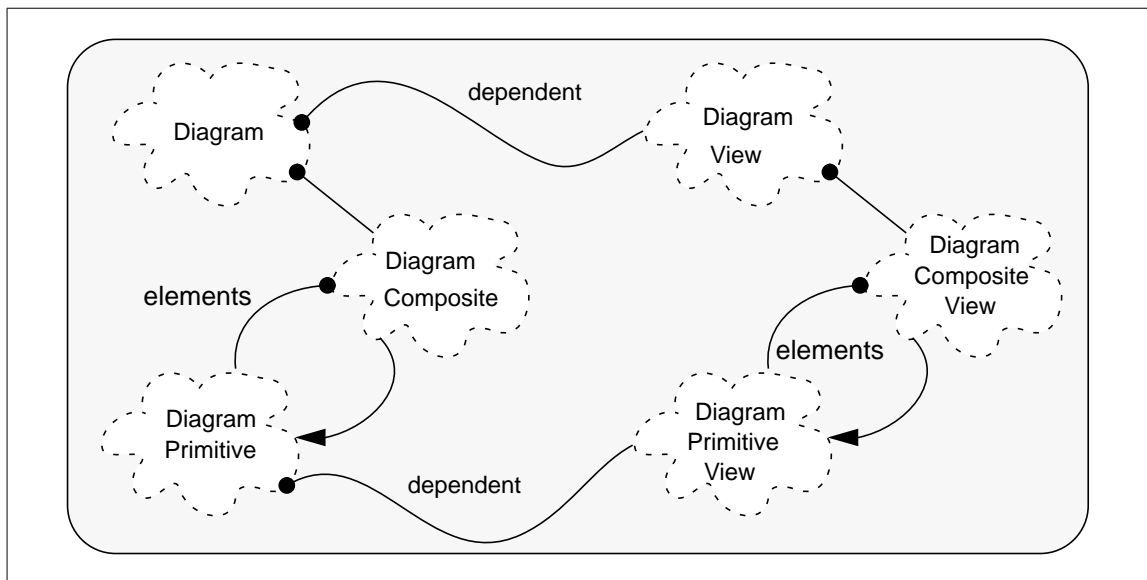 dependent
Diagram
Diagram
View
Diagram
Composite
Diagram
Composite
View
elements
elements
Diagram
Primitive
Diagram
Primitive
View
dependent